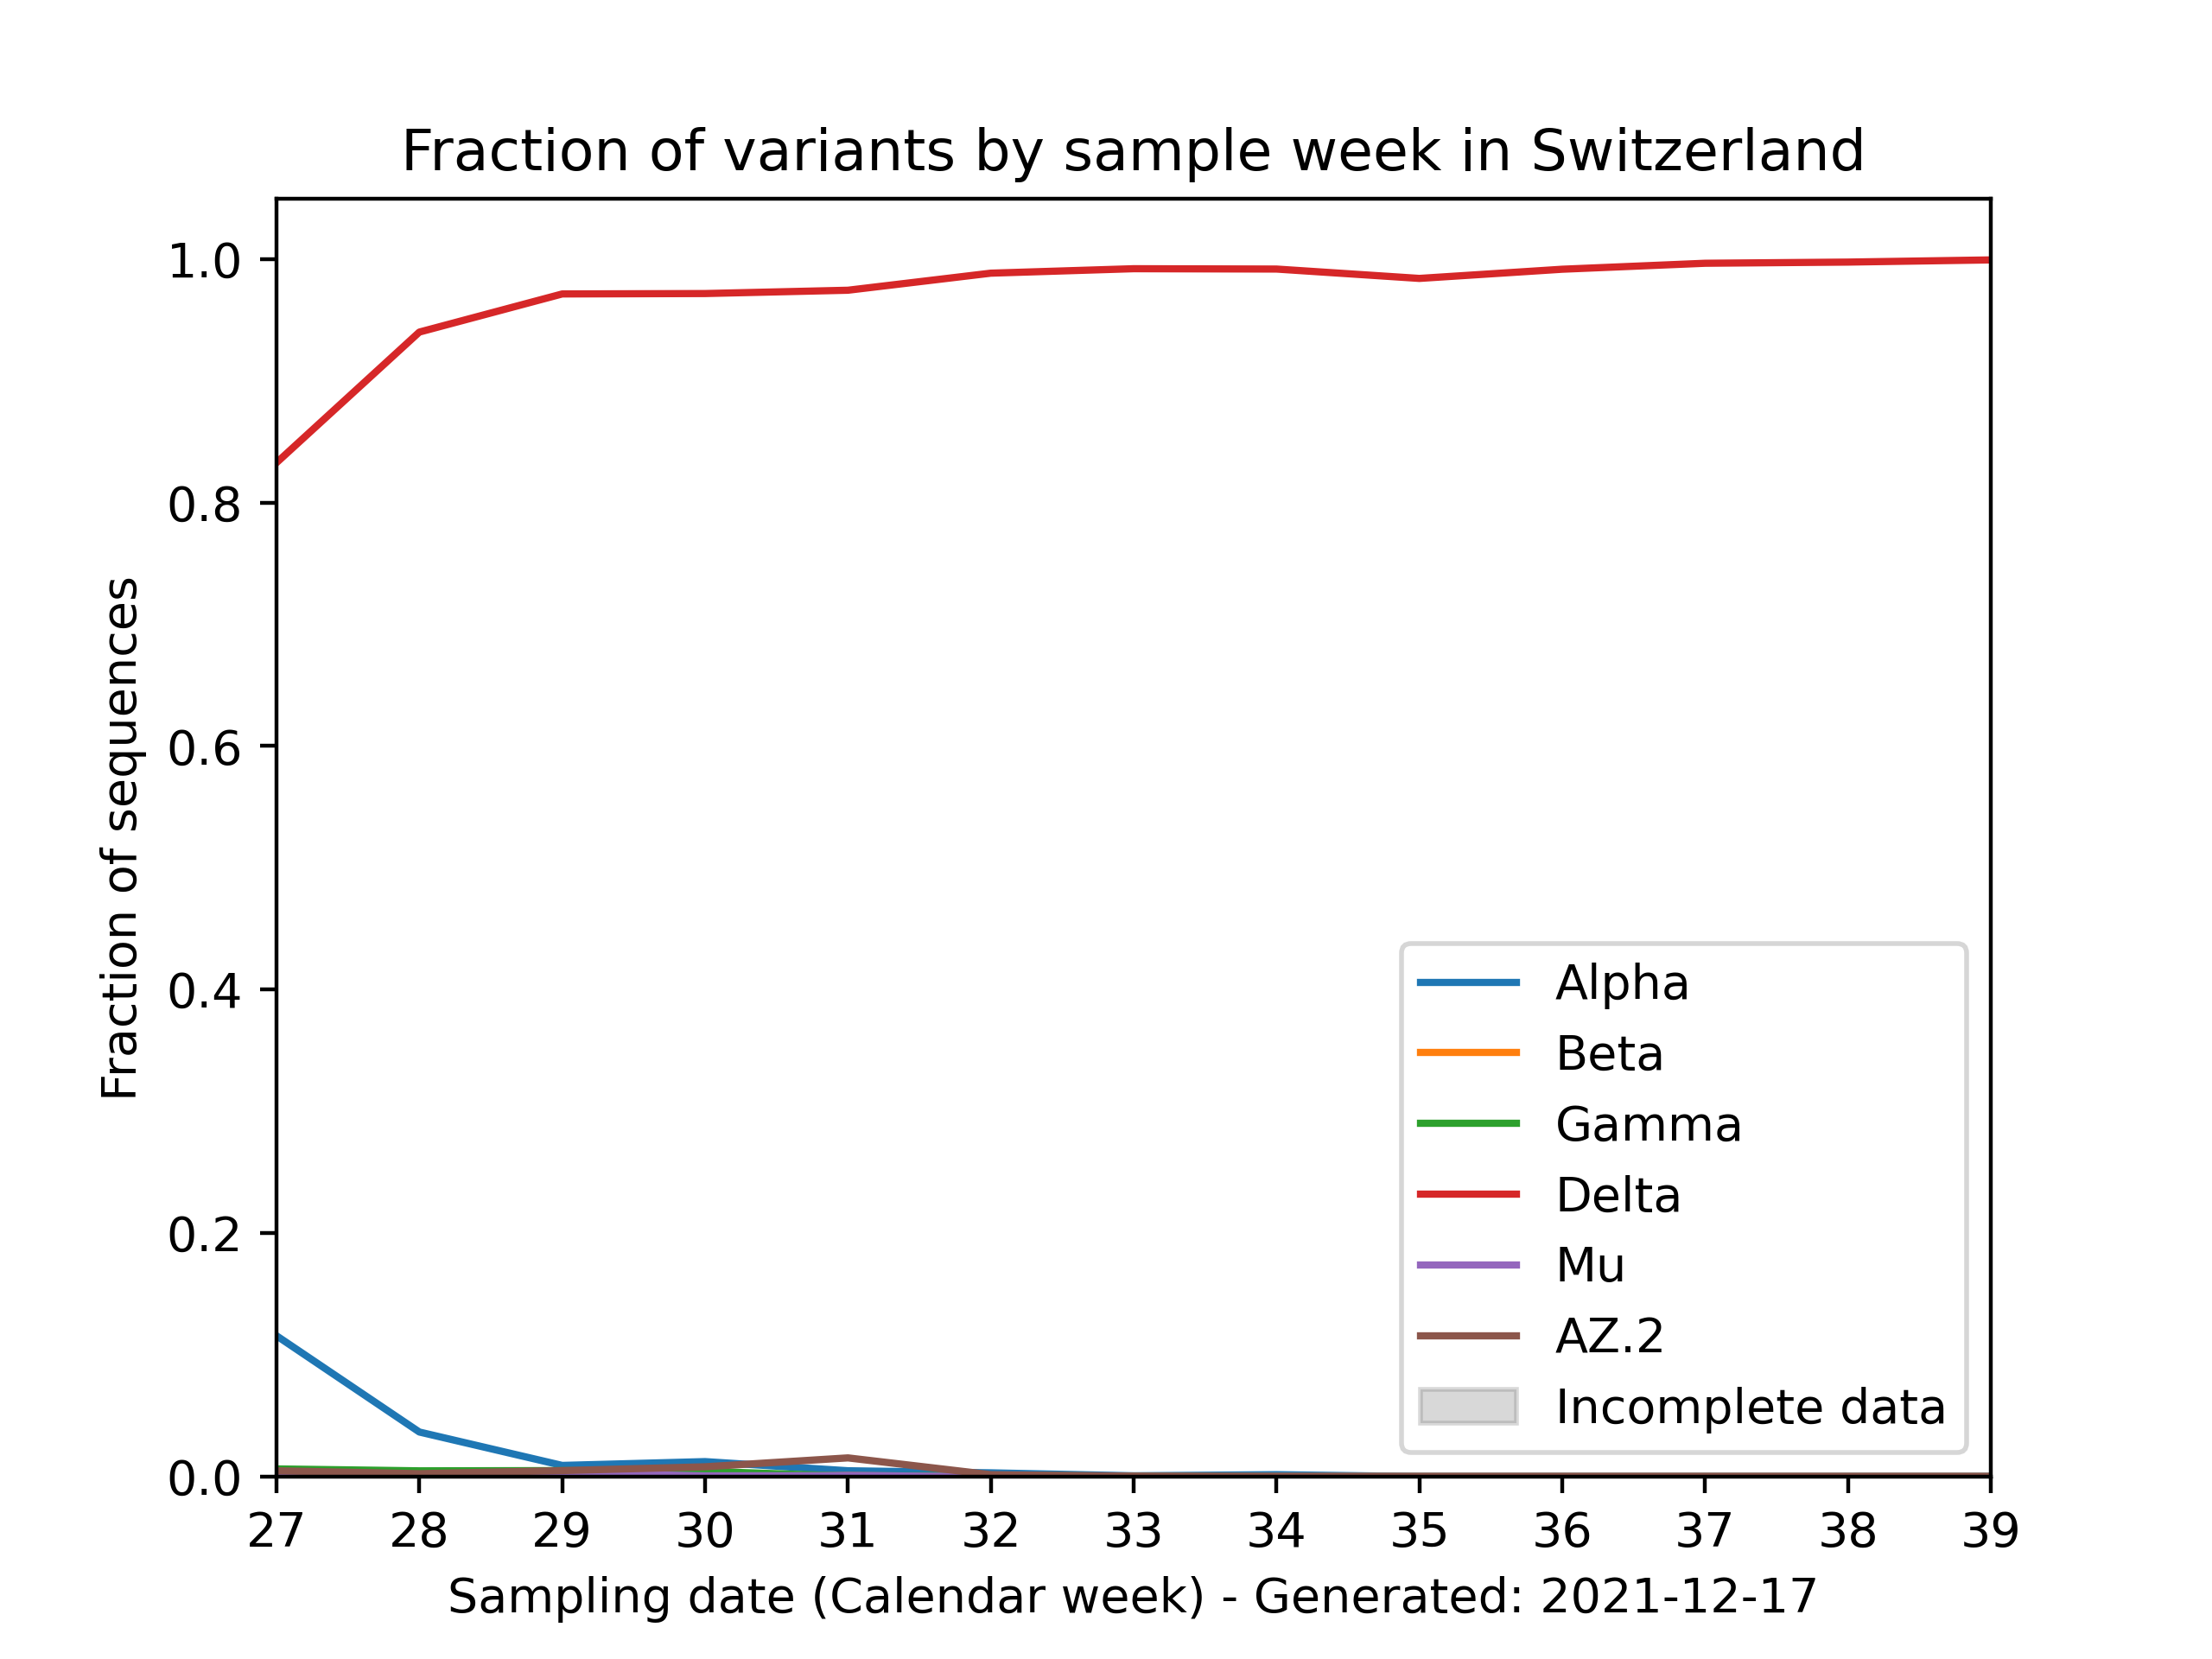 Fraction of variants by sample week in Switzerland
1.0
0.8
0.6
0.4
0.2
0.0
Fraction of sequences
Alpha
Beta
Gamma
Delta
Mu
AZ.2
Incomplete data
27 28 29 30 31 32 33 34 35 36 37 38 39
Sampling date (Calendar week) - Generated: 2021-12-17